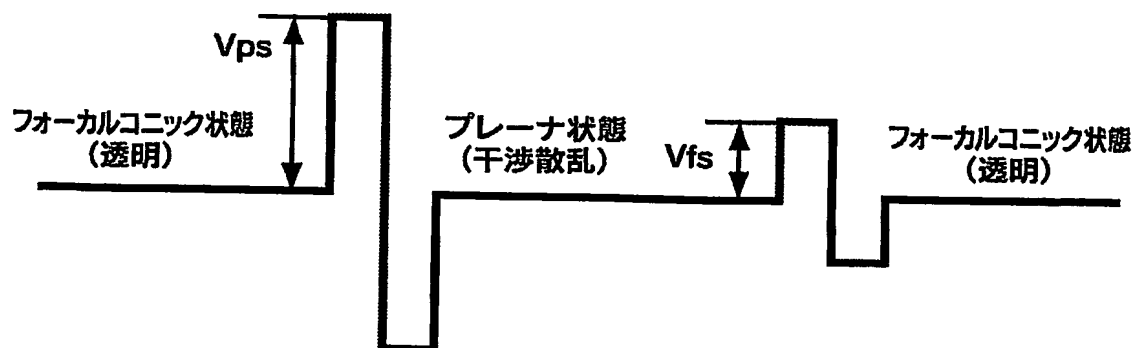 Vps
フォーカルコニック状態
(透明)
プレーナ状態
(干渉散乱)
Vfs
フォーカルコニック状態
(透明)